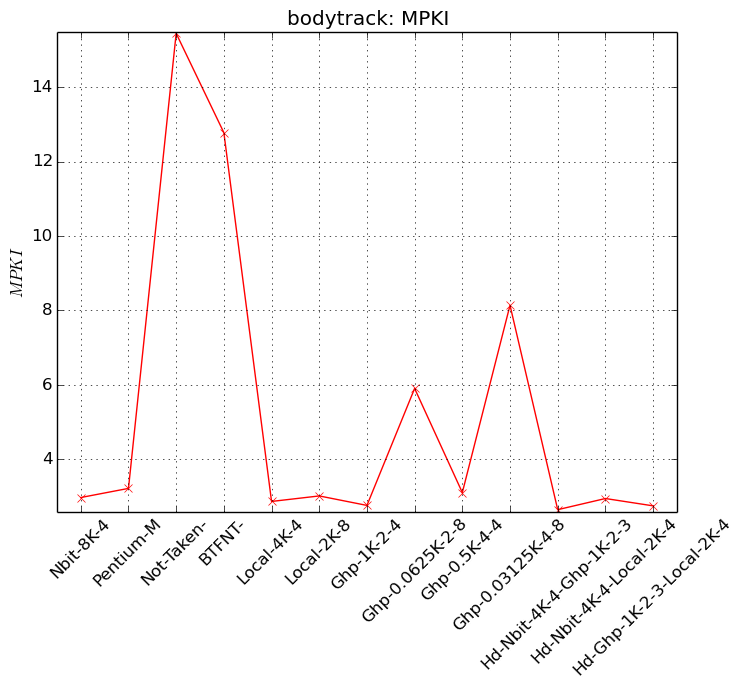 bodytrack: MPKI
MPKI
14
12
10
8
6
4
Nbit-8K-4
Pentium-M
Not-Taken-
BTFNT-
Local-4K-4
Local-2K-8
Ghp-1K-2-4
Ghp-0.0625K-2-8
Ghp-0.5K-4-4
Ghp-0.03125K-4-8
Hd-Nbit-4K-4-Ghp-1K-2-3
Hd-Nbit-4K-4-Local-2K-4
Hd-Ghp-1K-2-3-Local-2K-4